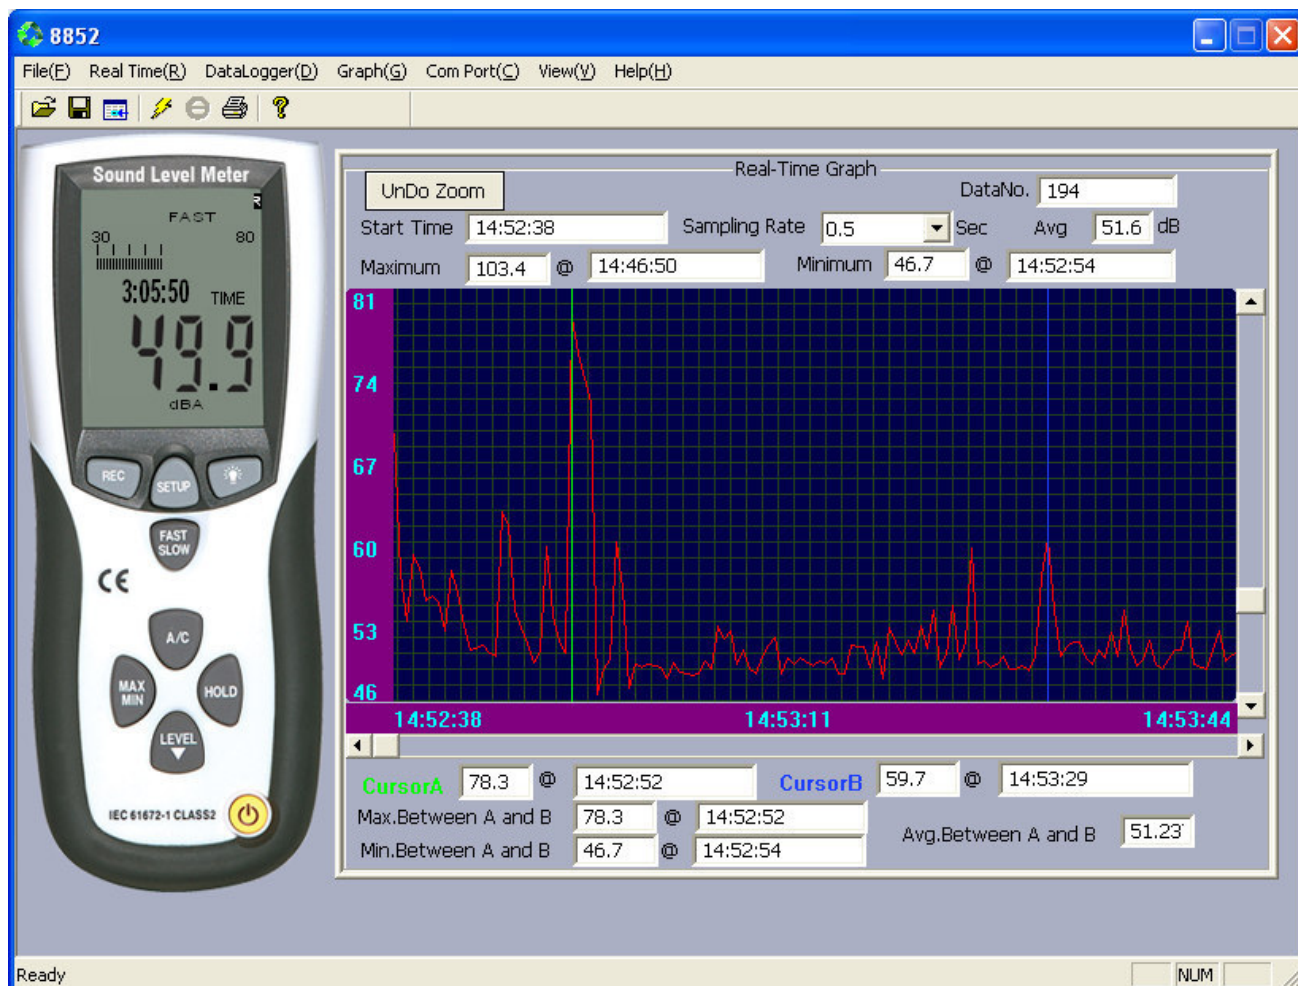 8852
File(F) Real Time(R) DataLogger(D) Graph(G) Com Port(C) View(V) Help(H)
Sound Level Meter
R
FAST
30 80
3:05:50 TIME
49.9
dBA
REC
SETUP
FAST
SLOW
CE
A/C
MAX
MIN
HOLD
LEVEL
IEC 61672-1 CLASS2
Real-Time Graph
UnDo Zoom
DataNo. 194
Start Time 14:52:38 Sampling Rate 0.5 Sec Avg 51.6 dB
Maximum 103.4 @ 14:46:50 Minimum 46.7 @ 14:52:54
81
74
67
60
53
46
14:52:38 14:53:11 14:53:44
CursorA 78.3 @ 14:52:52 CursorB 59.7 @ 14:53:29
Max.Between A and B 78.3 @ 14:52:52
Min.Between A and B 46.7 @ 14:52:54
Avg.Between A and B 51.23
Ready
NUM